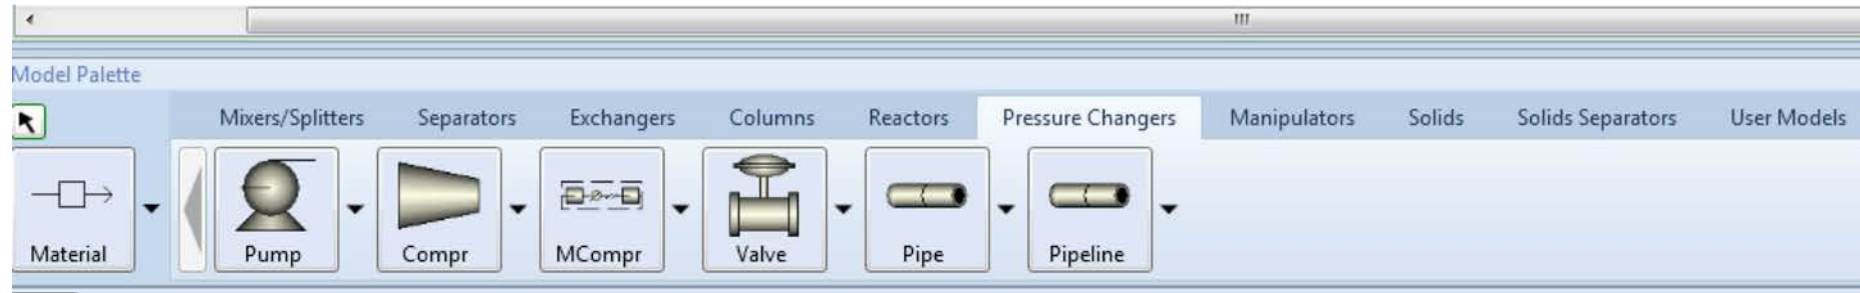 Model Palette
Mixers/Splitters Separators Exchangers Columns Reactors Pressure Changers Manipulators Solids Solids Separators User Models
Material Pump Compr MCompr Valve Pipe Pipeline